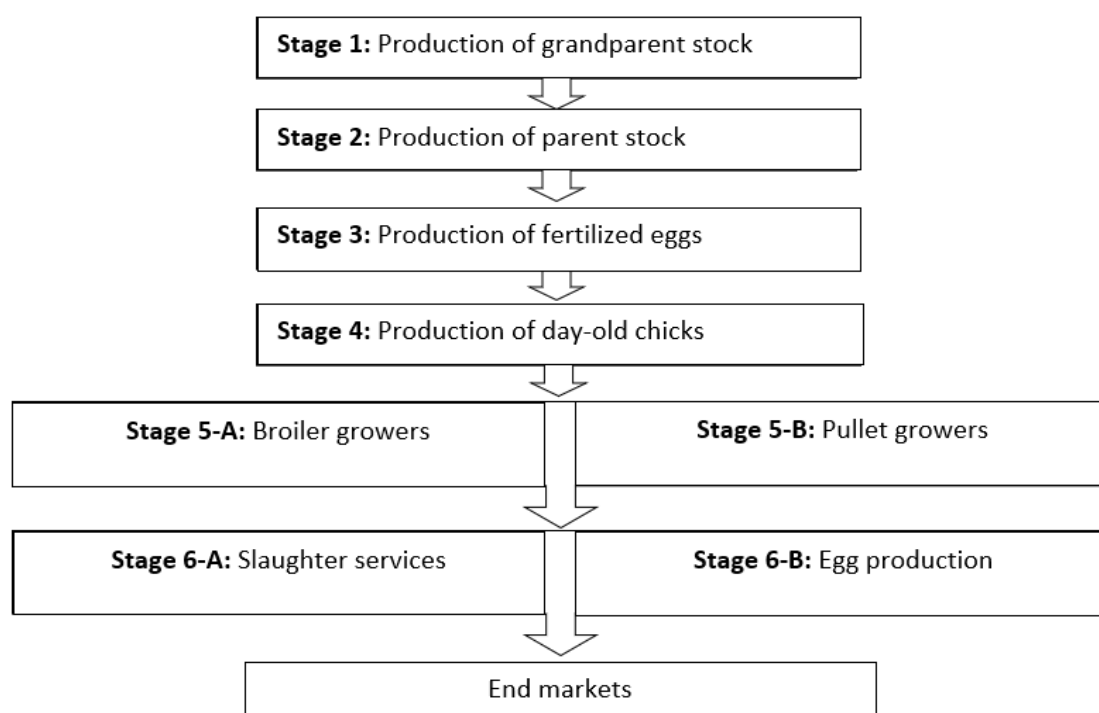 Stage 1: Production of grandparent stock
Stage 2: Production of parent stock
Stage 3: Production of fertilized eggs
Stage 4: Production of day-old chicks
Stage 5-A: Broiler growers
Stage 5-B: Pullet growers
Stage 6-A: Slaughter services
Stage 6-B: Egg production
End markets